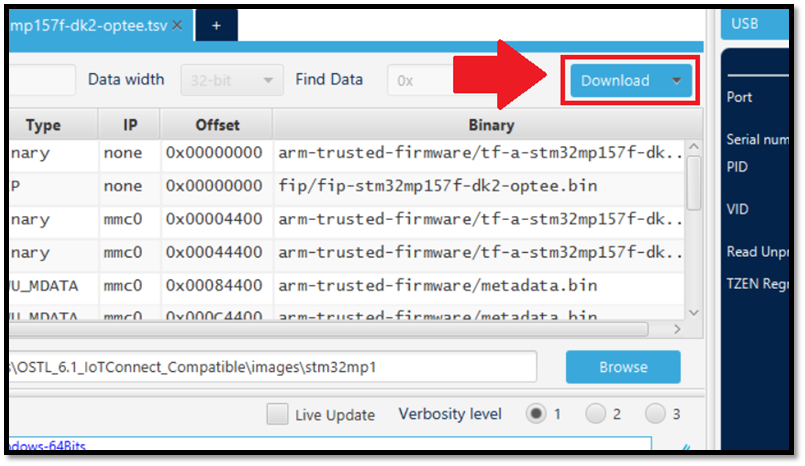 mp157f-dk2-optee.tsv × +
USB
Data width 32-bit Find Data 0x Download
Port
Type IP Offset Binary
nary none 0x00000000 arm-trusted-firmware/tf-a-stm32mp157f-dk..
Serial num
P none 0x00000000 fip/fip-stm32mp157f-dk2-optee.bin
PID
nary mmc0 0x00004400 arm-trusted-firmware/tf-a-stm32mp157f-dk..
VID
nary mmc0 0x00044400 arm-trusted-firmware/tf-a-stm32mp157f-dk..
Read Unpr
WU_MDATA mmc0 0x00084400 arm-trusted-firmware/metadata.bin
TZEN Regr
WU_MDATA mmc0 0x000C4400 arm-trusted-firmware/metadata.bin
s\OSTL_6.1_IoTConnect_Compatible\images\stm32mp1 Browse
Live Update Verbosity level 1 2 3
ndows-64Bits